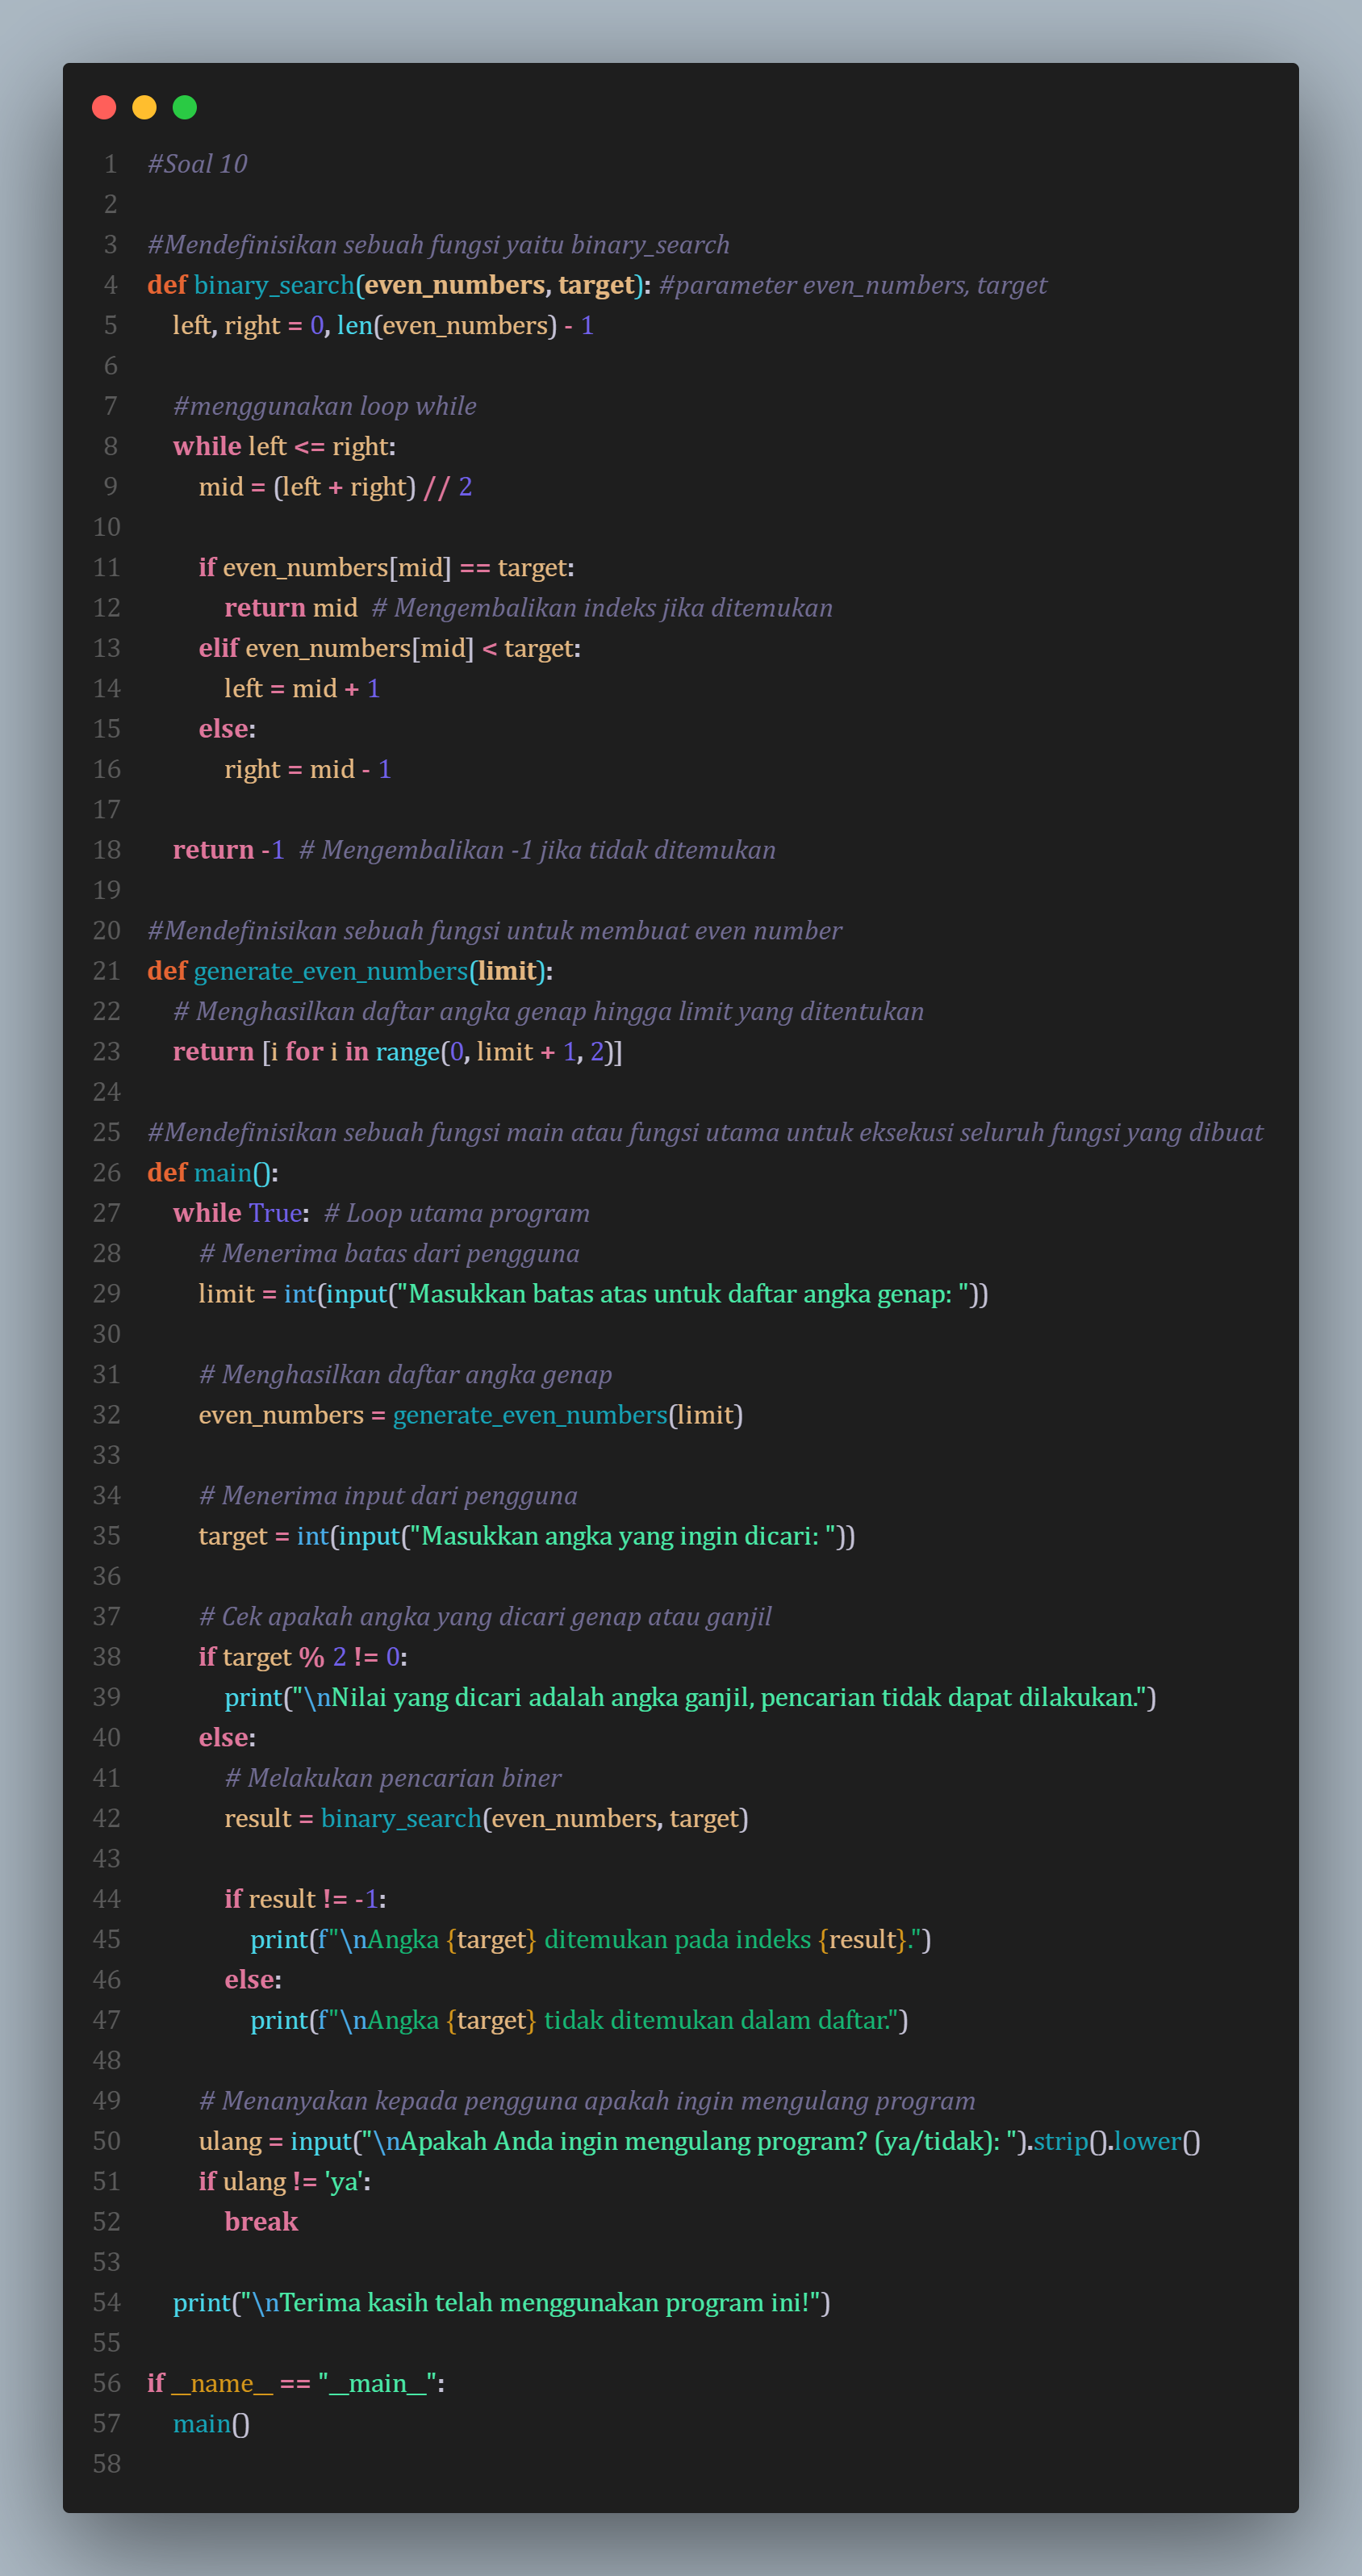 1 #Soal 10
2
3 #Mendefinisikan sebuah fungsi yaitu binary_search
4 def binary_search(even_numbers, target): #parameter even_numbers, target
5     left, right = 0, len(even_numbers) - 1
6
7     #menggunakan loop while
8     while left <= right:
9         mid = (left + right) // 2
10
11         if even_numbers[mid] == target:
12             return mid  # Mengembalikan indeks jika ditemukan
13         elif even_numbers[mid] < target:
14             left = mid + 1
15         else:
16             right = mid - 1
17
18     return -1  # Mengembalikan -1 jika tidak ditemukan
19
20 #Mendefinisikan sebuah fungsi untuk membuat even number
21 def generate_even_numbers(limit):
22     # Menghasilkan daftar angka genap hingga limit yang ditentukan
23     return [i for i in range(0, limit + 1, 2)]
24
25 #Mendefinisikan sebuah fungsi main atau fungsi utama untuk eksekusi seluruh fungsi yang dibuat
26 def main():
27     while True:  # Loop utama program
28         # Menerima batas dari pengguna
29         limit = int(input("Masukkan batas atas untuk daftar angka genap: "))
30
31         # Menghasilkan daftar angka genap
32         even_numbers = generate_even_numbers(limit)
33
34         # Menerima input dari pengguna
35         target = int(input("Masukkan angka yang ingin dicari: "))
36
37         # Cek apakah angka yang dicari genap atau ganjil
38         if target % 2 != 0:
39             print("\nNilai yang dicari adalah angka ganjil, pencarian tidak dapat dilakukan.")
40         else:
41             # Melakukan pencarian biner
42             result = binary_search(even_numbers, target)
43
44             if result != -1:
45                 print(f"\nAngka {target} ditemukan pada indeks {result}.")
46             else:
47                 print(f"\nAngka {target} tidak ditemukan dalam daftar.")
48
49         # Menanyakan kepada pengguna apakah ingin mengulang program
50         ulang = input("\nApakah Anda ingin mengulang program? (ya/tidak): ").strip().lower()
51         if ulang != 'ya':
52             break
53
54     print("\nTerima kasih telah menggunakan program ini!")
55
56 if __name__ == "__main__":
57     main()
58